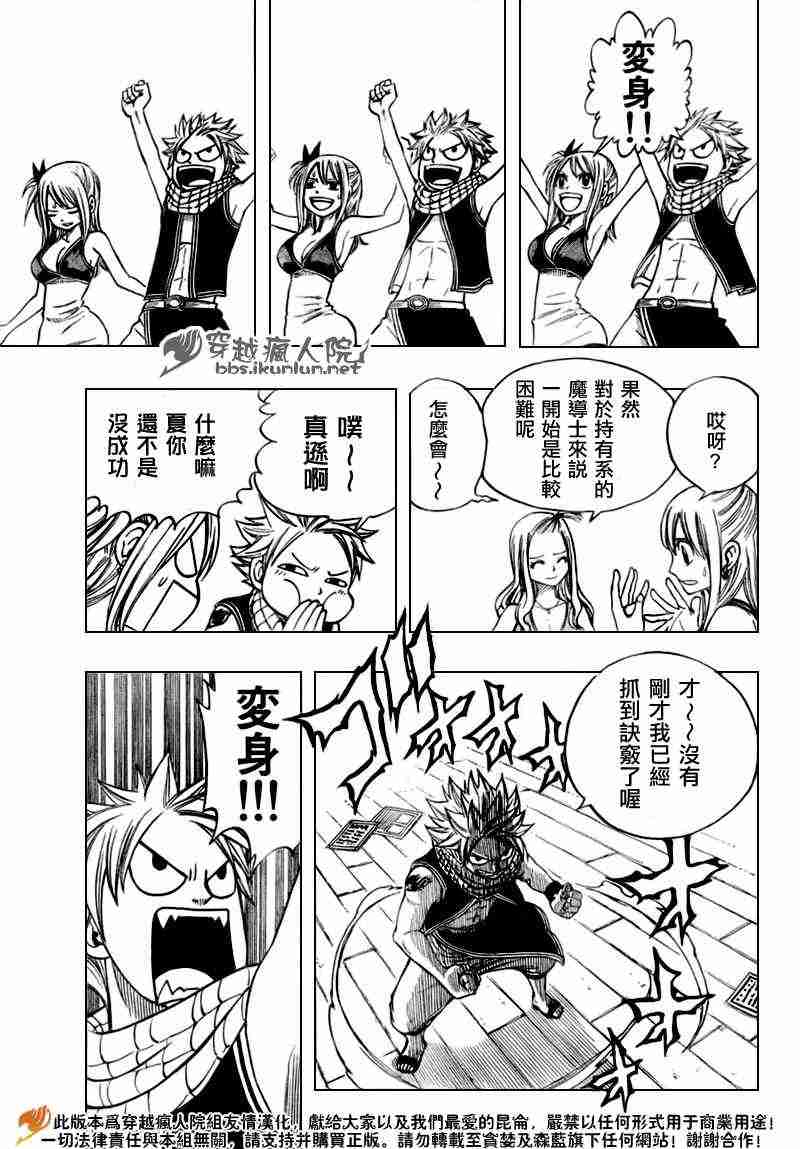 変身!!
哎呀？
果然
對於持有系的
魔導士來說
一開始是比較
困難呢
怎麼會～～
噗～～
真遜啊
什麼嘛
夏你
還不是
沒成功
才～～沒有
剛才我已經
抓到訣竅了喔
ゴオオオ
変身!!!
穿越瘋人院
bbs.ikunlun.net
此版本爲穿越瘋人院組友情漢化，獻給大家以及我們最愛的昆侖，嚴禁以任何形式用于商業用途！
一切法律責任與本組無關，請支持并購買正版。請勿轉載至貪婪及森藍旗下任何網站！謝謝合作！